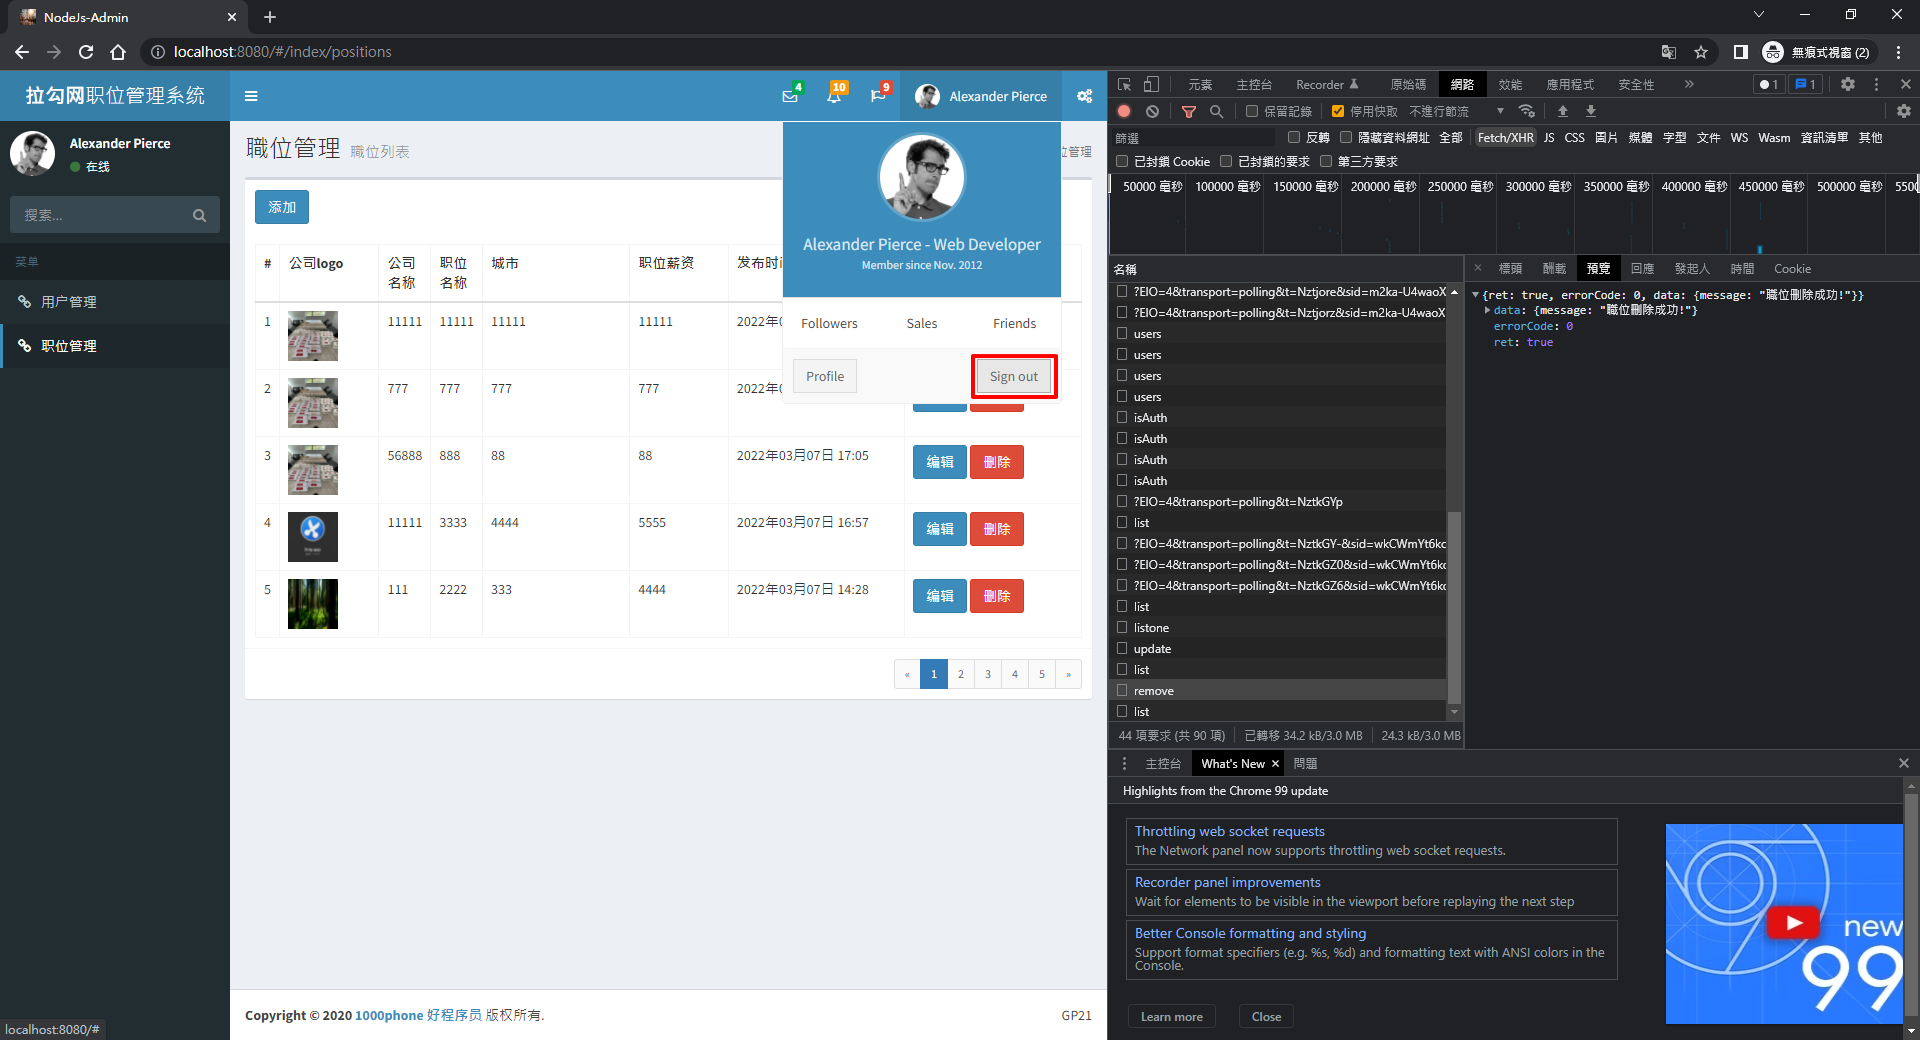 NodeJs-Admin
localhost:8080/#/index/positions
無痕式視窗 (2)
拉勾网职位管理系统
4
10
9
Alexander Pierce
Alexander Pierce
在线
搜索...
菜单
用户管理
职位管理
職位管理 職位列表
位管理
添加
Alexander Pierce - Web Developer
Member since Nov. 2012
Followers Sales Friends
Profile Sign out
# 公司logo 公司名称 职位名称 城市 职位薪资 发布时间
1 11111 11111 11111 11111 2022年0
2 777 777 777 777 2022年0
3 56888 888 88 88 2022年03月07日 17:05 编辑 删除
4 11111 3333 4444 5555 2022年03月07日 16:57 编辑 删除
5 111 2222 333 4444 2022年03月07日 14:28 编辑 删除
« 1 2 3 4 5 »
Copyright © 2020 1000phone 好程序员 版权所有.
GP21
localhost:8080/#
元素 主控台 Recorder 原始碼 網路 效能 應用程式 安全性 » 1 1
保留記錄 停用快取 不進行節流
篩選 反轉 隱藏資料網址 全部 Fetch/XHR JS CSS 圖片 媒體 字型 文件 WS Wasm 資訊清單 其他
已封鎖 Cookie 已封鎖的要求 第三方要求
50000 毫秒 100000 毫秒 150000 毫秒 200000 毫秒 250000 毫秒 300000 毫秒 350000 毫秒 400000 毫秒 450000 毫秒 500000 毫秒 5500
名稱
?EIO=4&transport=polling&t=Nztjore&sid=m2ka-U4waoX
?EIO=4&transport=polling&t=Nztjorz&sid=m2ka-U4waoX
users
users
users
users
isAuth
isAuth
isAuth
isAuth
?EIO=4&transport=polling&t=NztkGYp
list
?EIO=4&transport=polling&t=NztkGY-&sid=wkCWmYt6kc
?EIO=4&transport=polling&t=NztkGZ0&sid=wkCWmYt6kc
?EIO=4&transport=polling&t=NztkGZ6&sid=wkCWmYt6kc
list
listone
update
list
remove
list
44 項要求 (共 90 項) 已轉移 34.2 kB/3.0 MB 24.3 kB/3.0 MB
標頭 酬載 預覽 回應 發起人 時間 Cookie
{ret: true, errorCode: 0, data: {message: "職位刪除成功!"}}
data: {message: "職位刪除成功!"}
errorCode: 0
ret: true
主控台 What's New 問題
Highlights from the Chrome 99 update
Throttling web socket requests
The Network panel now supports throttling web socket requests.
Recorder panel improvements
Wait for elements to be visible in the viewport before replaying the next step
Better Console formatting and styling
Support format specifiers (e.g. %s, %d) and formatting text with ANSI colors in the
Console.
Learn more Close
new
99